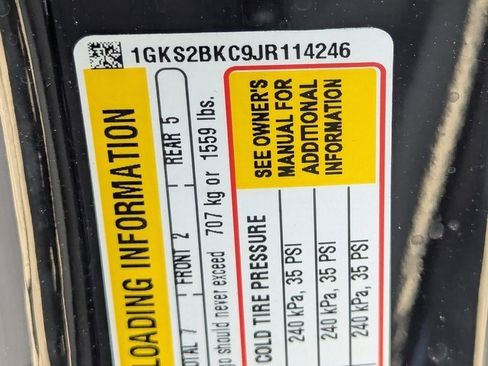 1GKS2BKC9JR114246
LOADING INFORMATION
TOTAL 7 FRONT 2 REAR 5
should never exceed 707 kg or 1559 lbs.
SEE OWNER'S
MANUAL FOR
ADDITIONAL
INFORMATION
COLD TIRE PRESSURE
240 kPa, 35 PSI
240 kPa, 35 PSI
240 kPa, 35 PSI